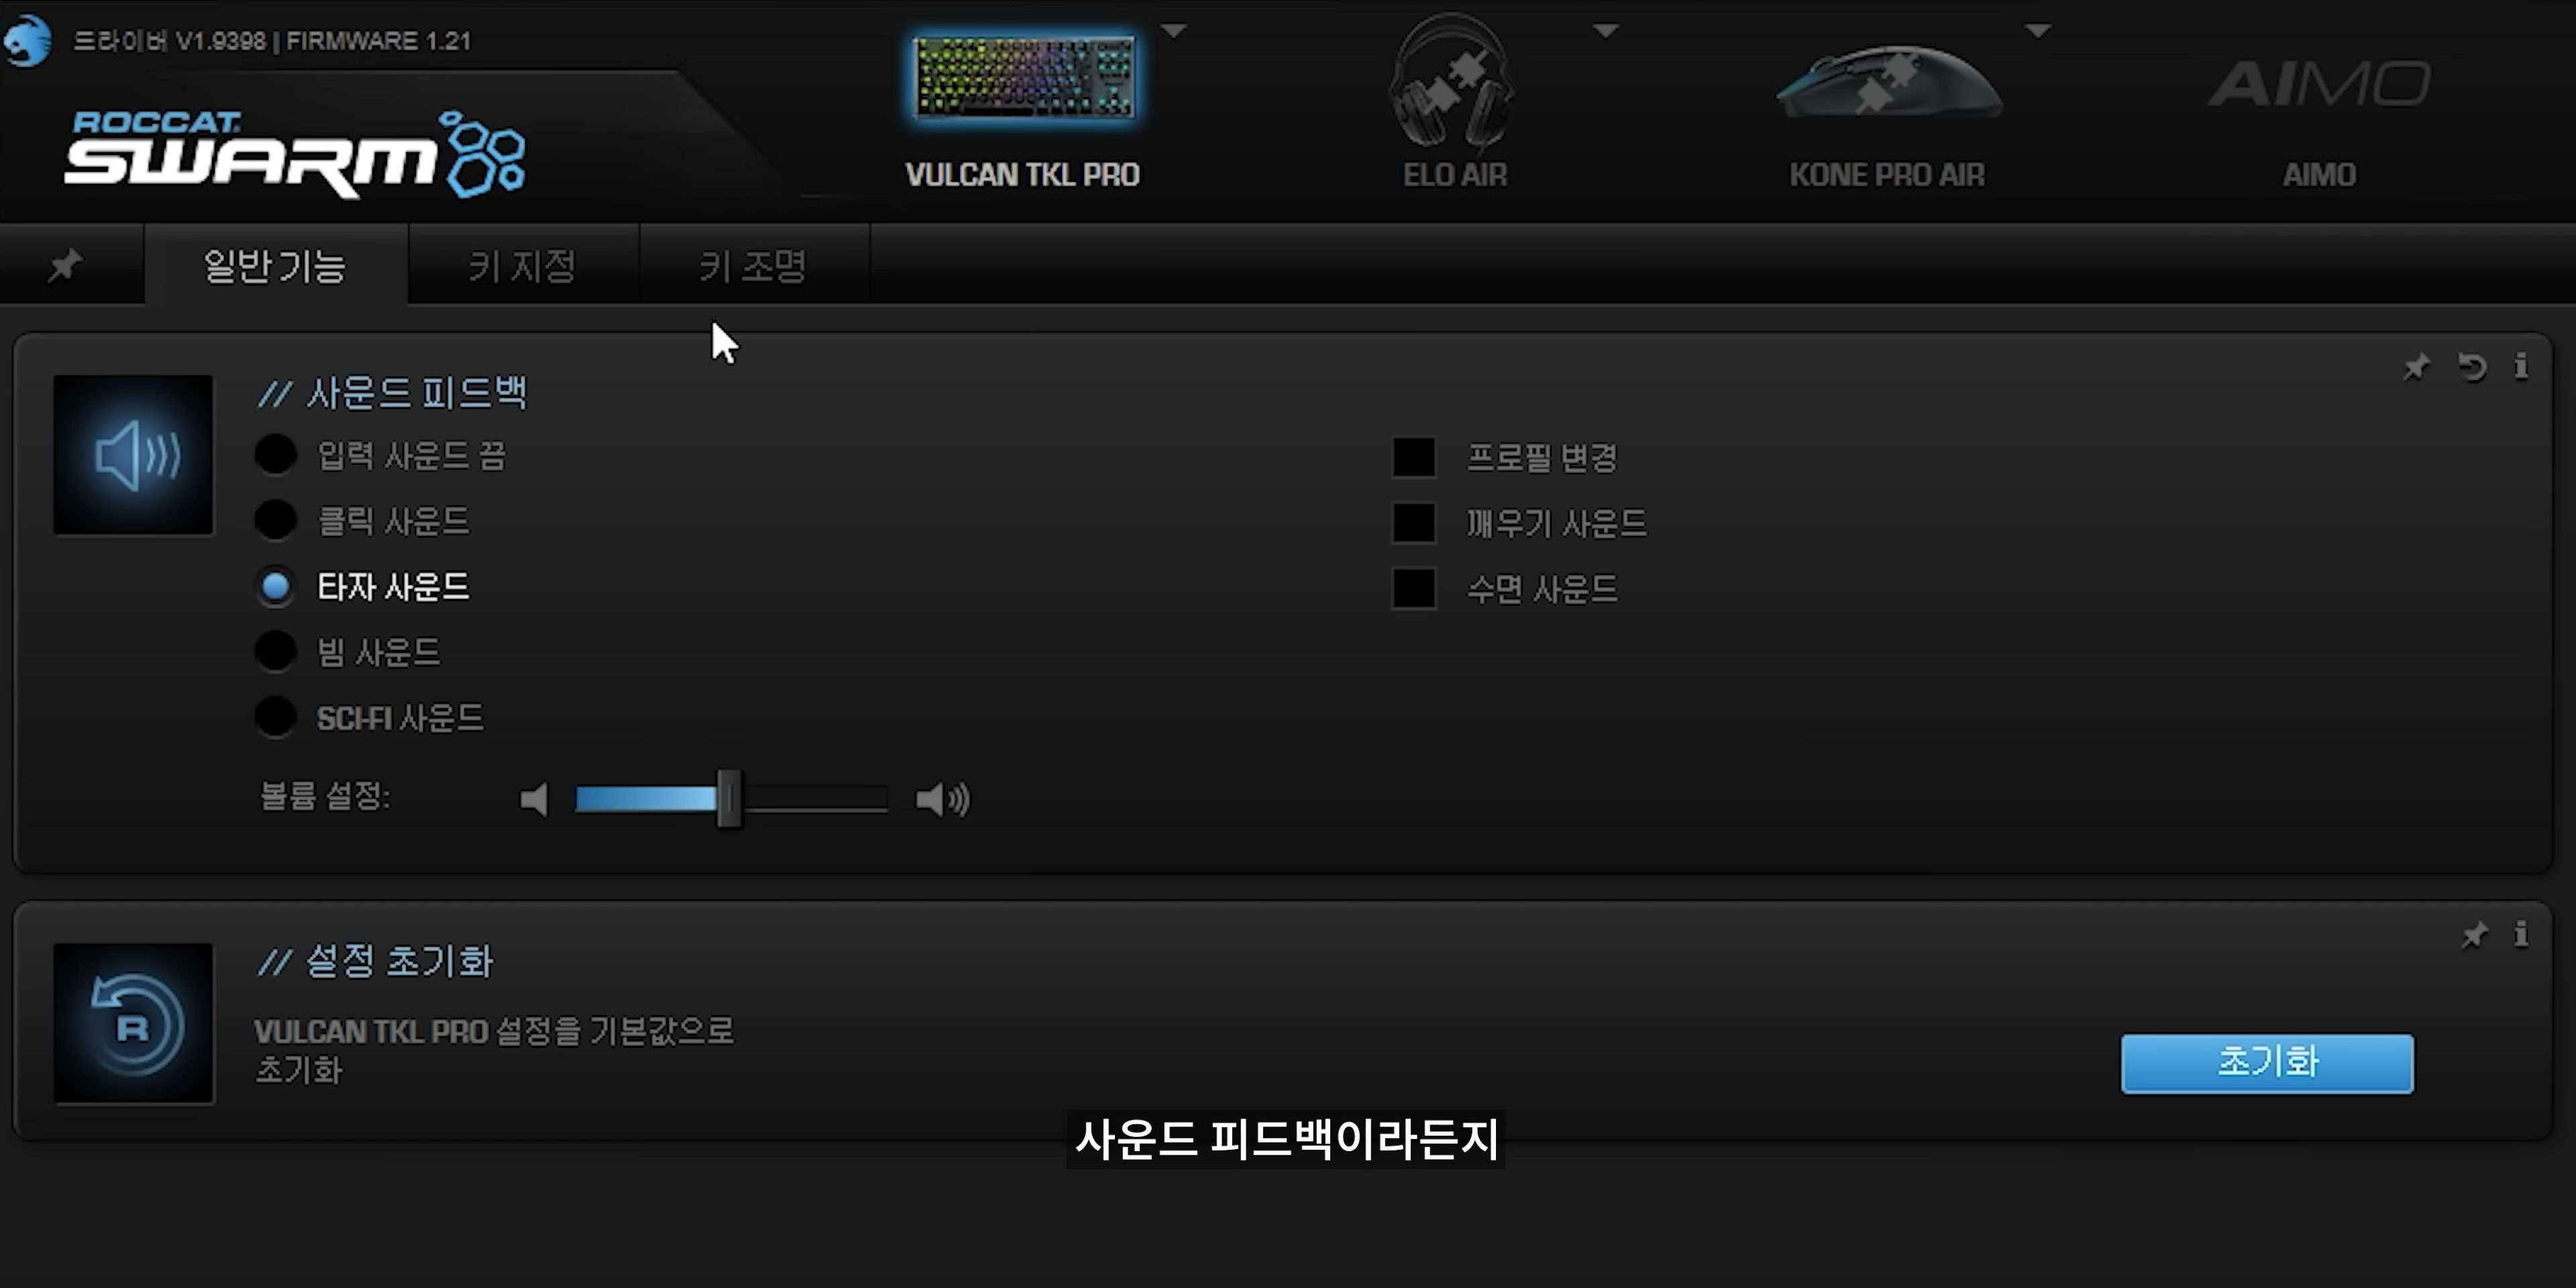 드라이버 V1.9398 | FIRMWARE 1.21
ROCCAT
SWARM
VULCAN TKL PRO
ELO AIR
KONE PRO AIR
AIMO
AIMO
일반 기능
키 지정
키 조명
// 사운드 피드백
입력 사운드 끔
클릭 사운드
타자 사운드
빔 사운드
SCI-FI 사운드
프로필 변경
깨우기 사운드
수면 사운드
볼륨 설정:
// 설정 초기화
R
VULCAN TKL PRO 설정을 기본값으로
초기화
초기화
사운드 피드백이라든지